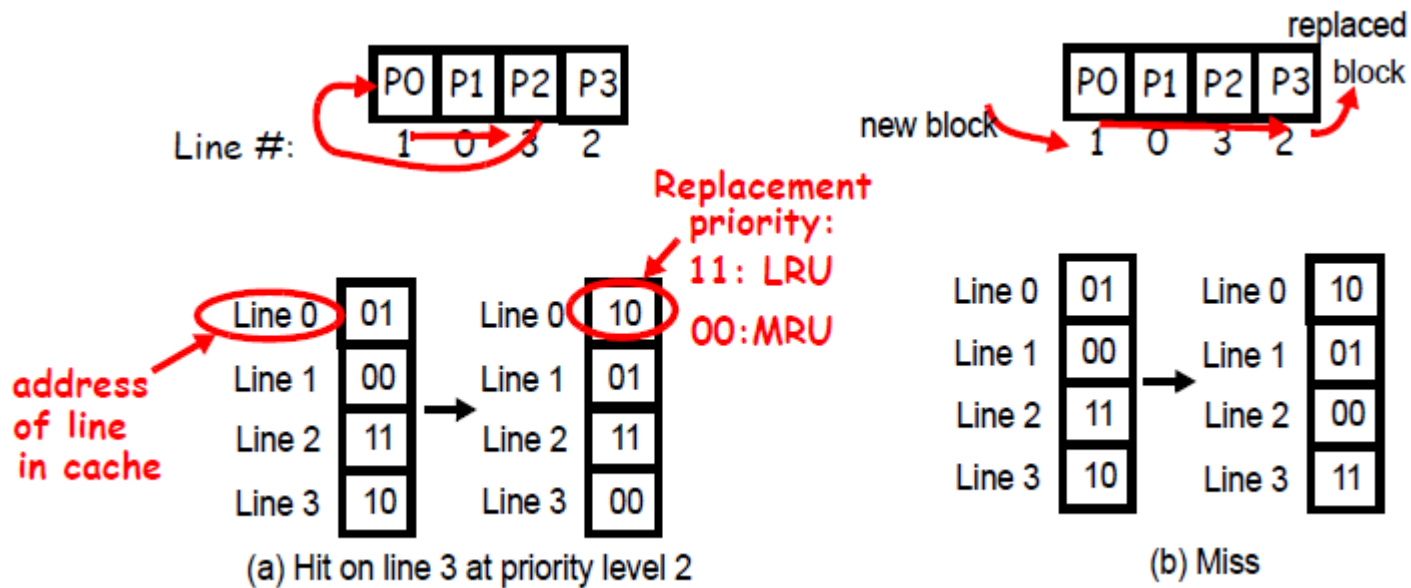 P0 P1 P2 P3
Line #: 1 0 3 2
replaced
block
P0 P1 P2 P3
new block
1 0 3 2
Replacement
priority:
11: LRU
00:MRU
Line 0 01
Line 1 00
Line 2 11
Line 3 10
Line 0 10
Line 1 01
Line 2 11
Line 3 00
address
of line
in cache
(a) Hit on line 3 at priority level 2
Line 0 01
Line 1 00
Line 2 11
Line 3 10
Line 0 10
Line 1 01
Line 2 00
Line 3 11
(b) Miss